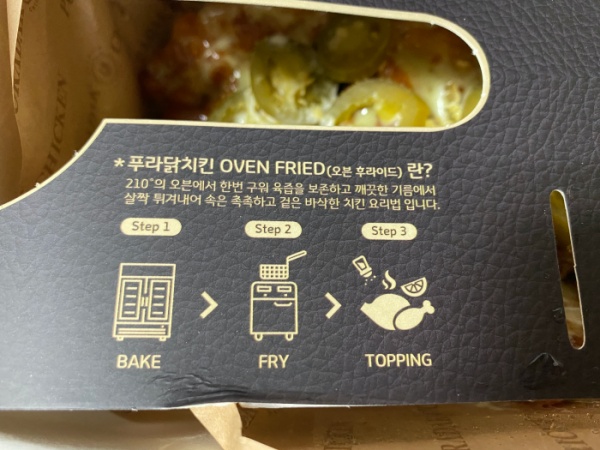 CHICKEN
*푸라닭치킨 OVEN FRIED(오븐 후라이드) 란?
210°의 오븐에서 한번 구워 육즙을 보존하고 깨끗한 기름에서
살짝 튀겨내어 속은 촉촉하고 겉은 바삭한 치킨 요리법 입니다.
Step 1
Step 2
Step 3
BAKE
FRY
TOPPING